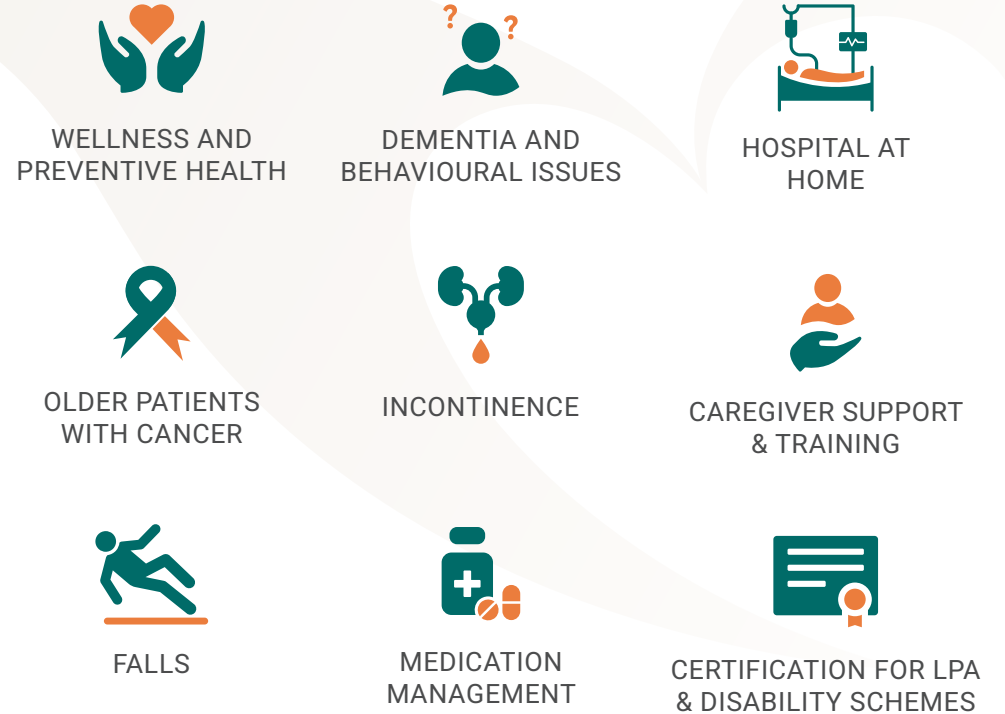 ? ?
WELLNESS AND
PREVENTIVE HEALTH
DEMENTIA AND
BEHAVIOURAL ISSUES
HOSPITAL AT
HOME
OLDER PATIENTS
WITH CANCER
INCONTINENCE
CAREGIVER SUPPORT
& TRAINING
FALLS
MEDICATION
MANAGEMENT
CERTIFICATION FOR LPA
& DISABILITY SCHEMES